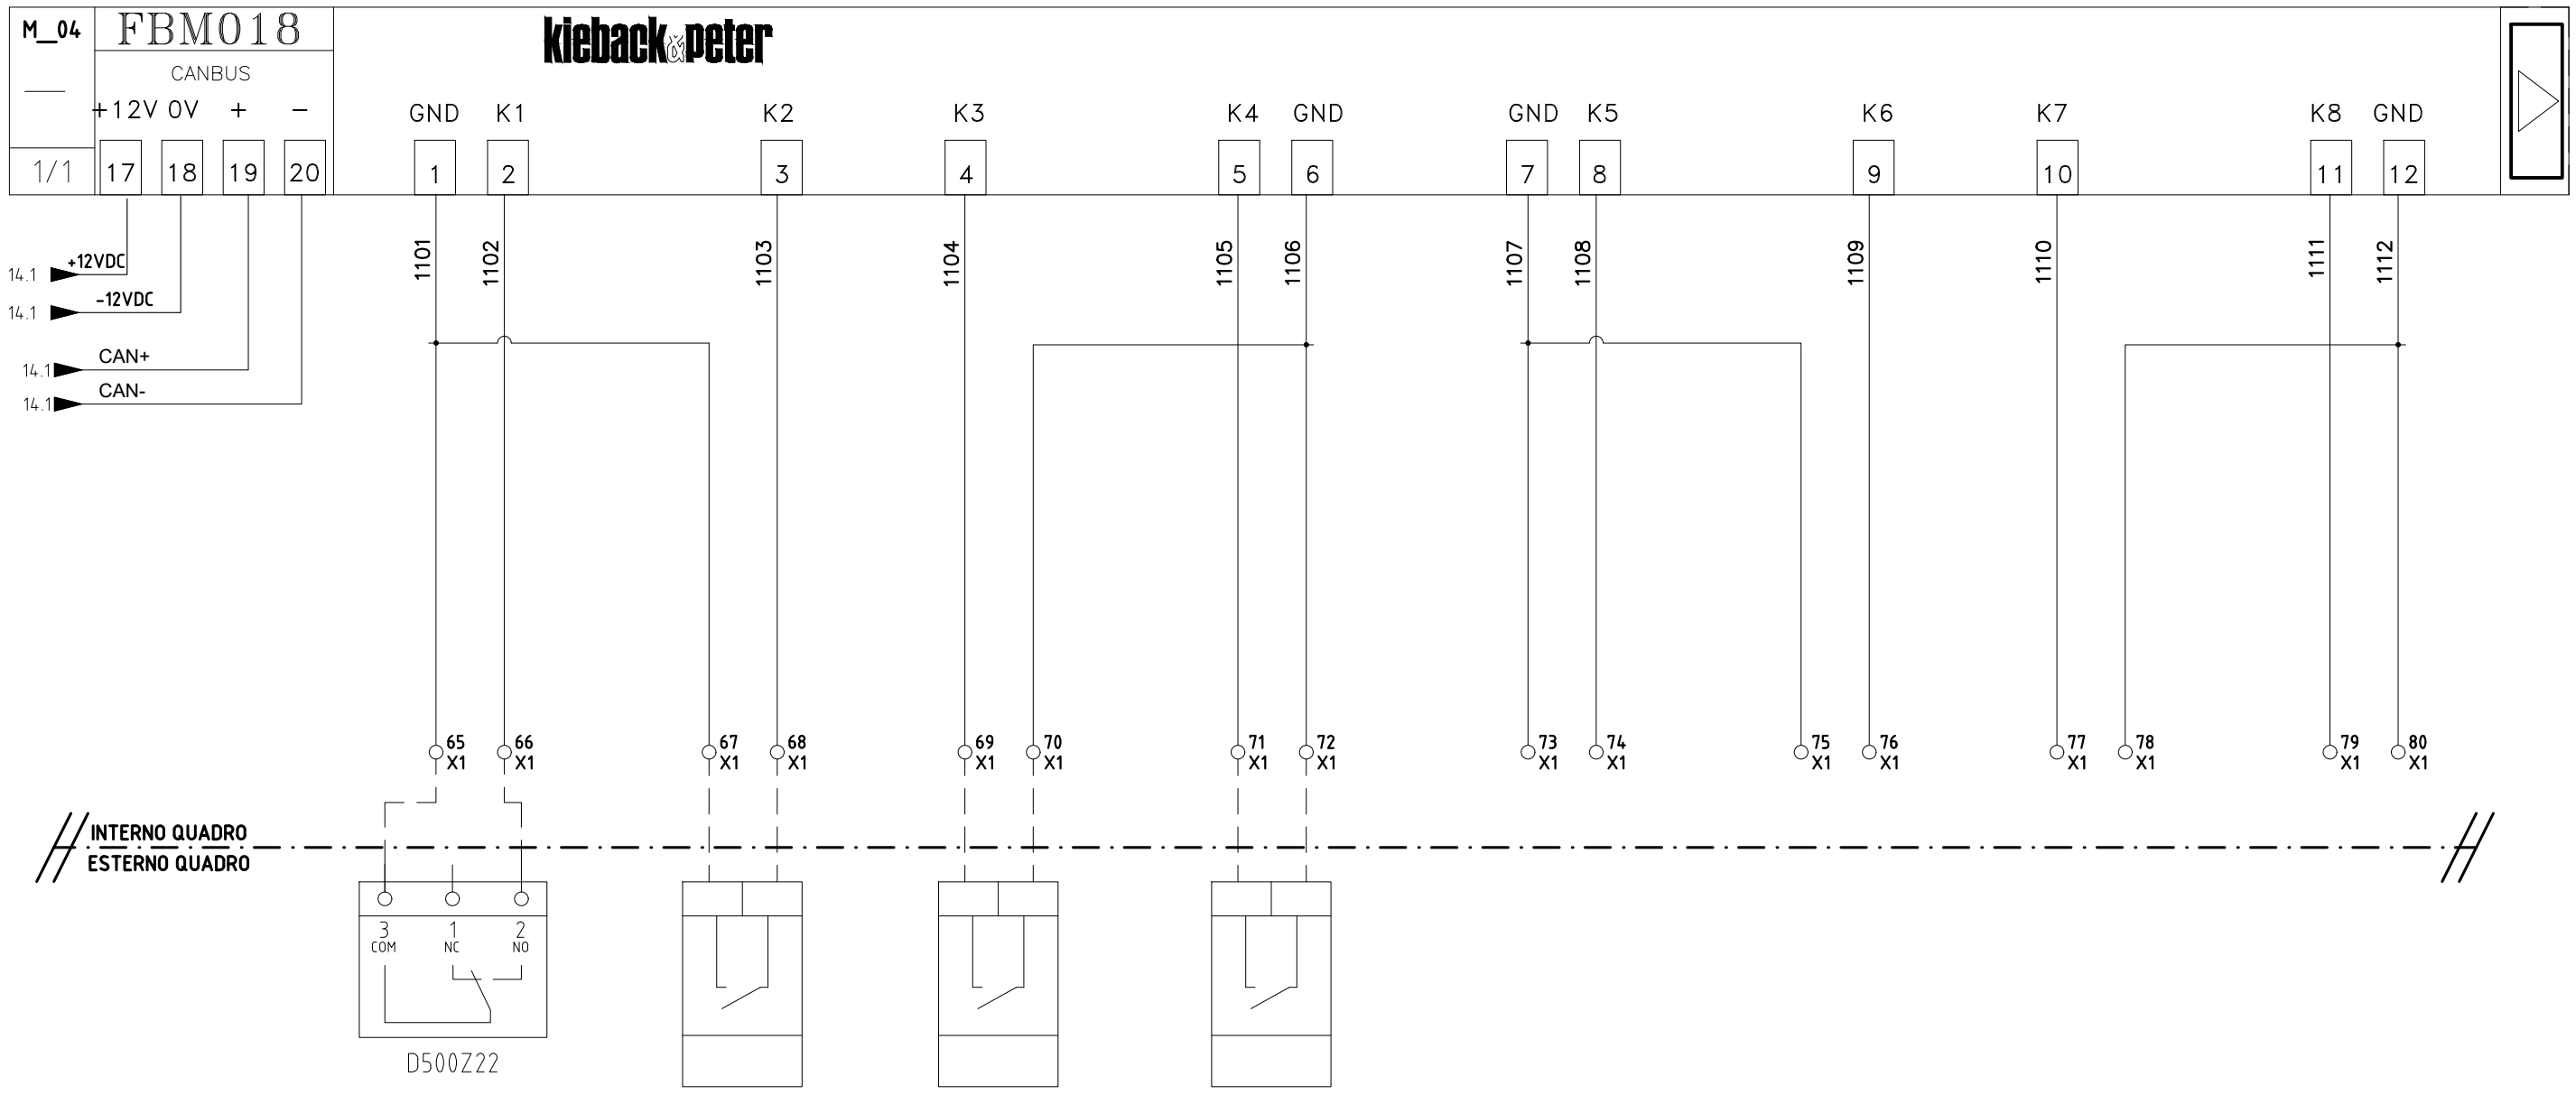 M_04 FBM018 kieback&peter
CANBUS
+12V 0V + -
GND K1 K2 K3 K4 GND GND K5 K6 K7 K8 GND
1/1 17 18 19 20 1 2 3 4 5 6 7 8 9 10 11 12
1101 1102 1103 1104 1105 1106 1107 1108 1109 1110 1111 1112
14.1 +12VDC
14.1 -12VDC
14.1 CAN+
14.1 CAN-
65 66 67 68 69 70 71 72 73 74 75 76 77 78 79 80
X1 X1 X1 X1 X1 X1 X1 X1 X1 X1 X1 X1 X1 X1 X1 X1
INTERNO QUADRO
ESTERNO QUADRO
3 1 2
COM NC NO
D500Z22